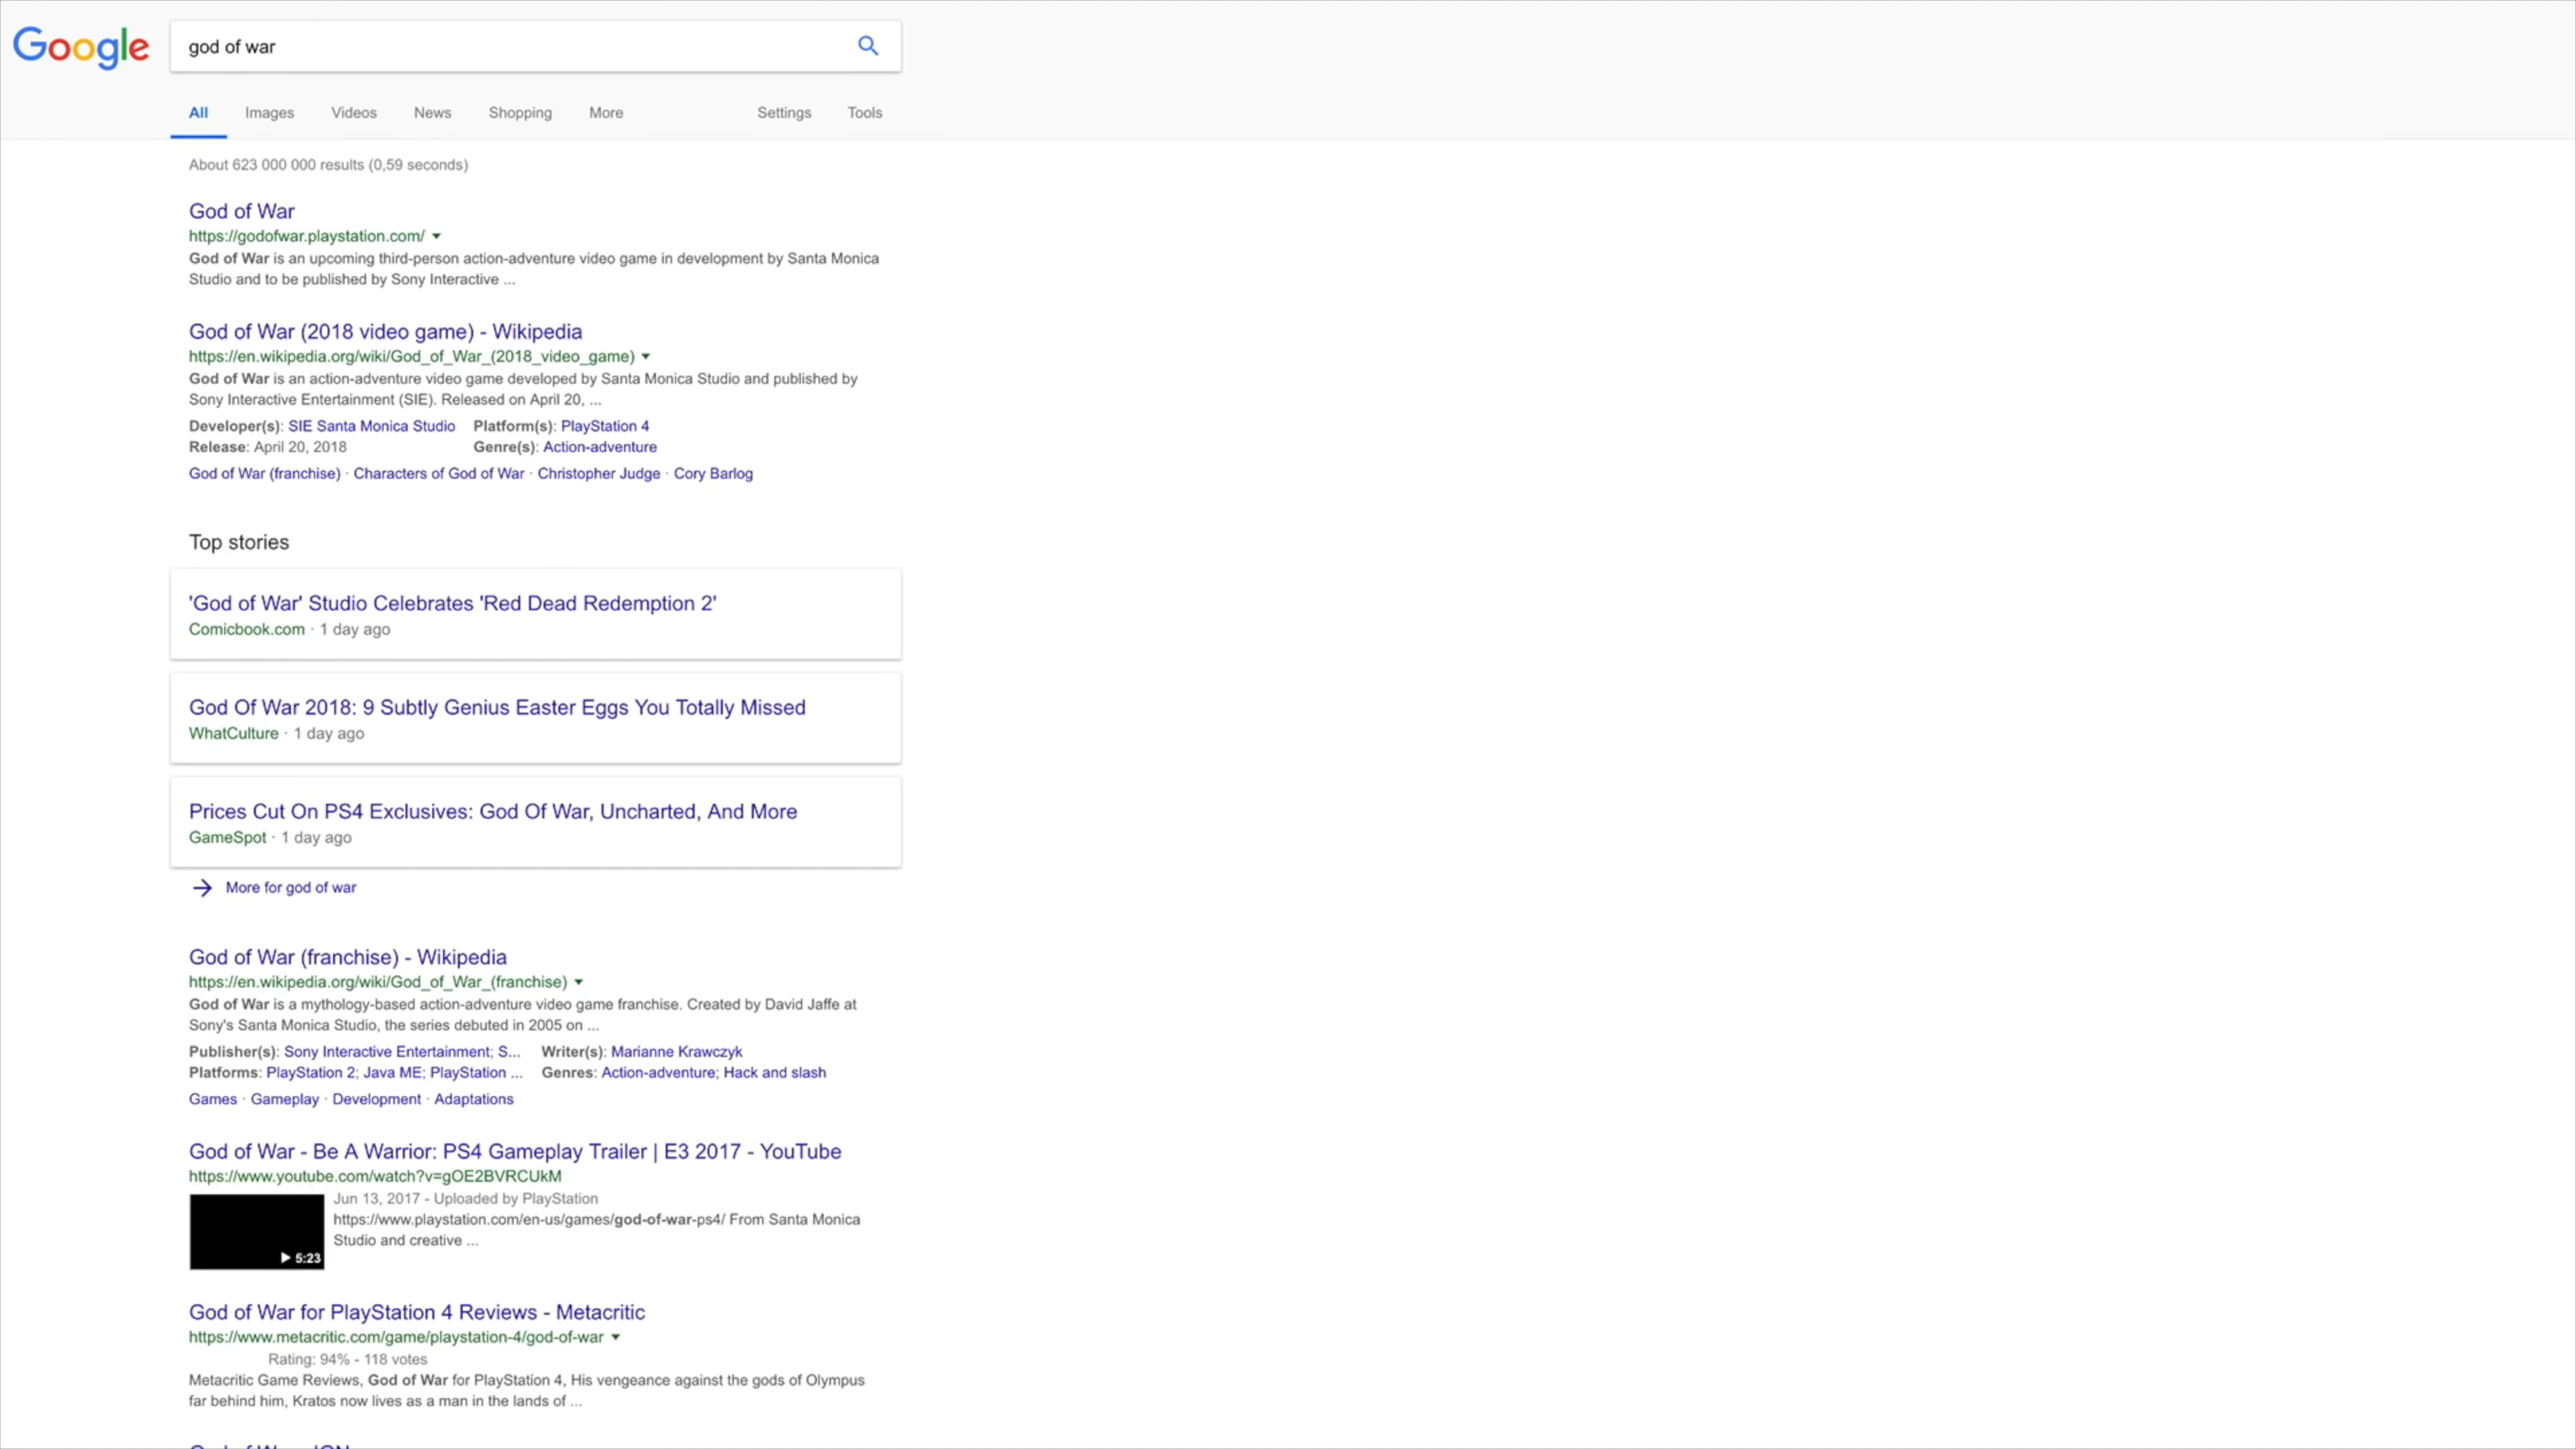 Google
god of war
All Images Videos News Shopping More Settings Tools
About 623 000 000 results (0,59 seconds)
God of War
https://godofwar.playstation.com/
God of War is an upcoming third-person action-adventure video game in development by Santa Monica
Studio and to be published by Sony Interactive ...
God of War (2018 video game) - Wikipedia
https://en.wikipedia.org/wiki/God_of_War_(2018_video_game)
God of War is an action-adventure video game developed by Santa Monica Studio and published by
Sony Interactive Entertainment (SIE). Released on April 20, ...
Developer(s): SIE Santa Monica Studio Platform(s): PlayStation 4
Release: April 20, 2018 Genre(s): Action-adventure
God of War (franchise) · Characters of God of War · Christopher Judge · Cory Barlog
Top stories
'God of War' Studio Celebrates 'Red Dead Redemption 2'
Comicbook.com · 1 day ago
God Of War 2018: 9 Subtly Genius Easter Eggs You Totally Missed
WhatCulture · 1 day ago
Prices Cut On PS4 Exclusives: God Of War, Uncharted, And More
GameSpot · 1 day ago
More for god of war
God of War (franchise) - Wikipedia
https://en.wikipedia.org/wiki/God_of_War_(franchise)
God of War is a mythology-based action-adventure video game franchise. Created by David Jaffe at
Sony's Santa Monica Studio, the series debuted in 2005 on ...
Publisher(s): Sony Interactive Entertainment; S... Writer(s): Marianne Krawczyk
Platforms: PlayStation 2; Java ME; PlayStation ... Genres: Action-adventure; Hack and slash
Games · Gameplay · Development · Adaptations
God of War - Be A Warrior: PS4 Gameplay Trailer | E3 2017 - YouTube
https://www.youtube.com/watch?v=gOE2BVRCUkM
Jun 13, 2017 - Uploaded by PlayStation
https://www.playstation.com/en-us/games/god-of-war-ps4/ From Santa Monica
Studio and creative ...
5:23
God of War for PlayStation 4 Reviews - Metacritic
https://www.metacritic.com/game/playstation-4/god-of-war
Rating: 94% - 118 votes
Metacritic Game Reviews, God of War for PlayStation 4, His vengeance against the gods of Olympus
far behind him, Kratos now lives as a man in the lands of ...